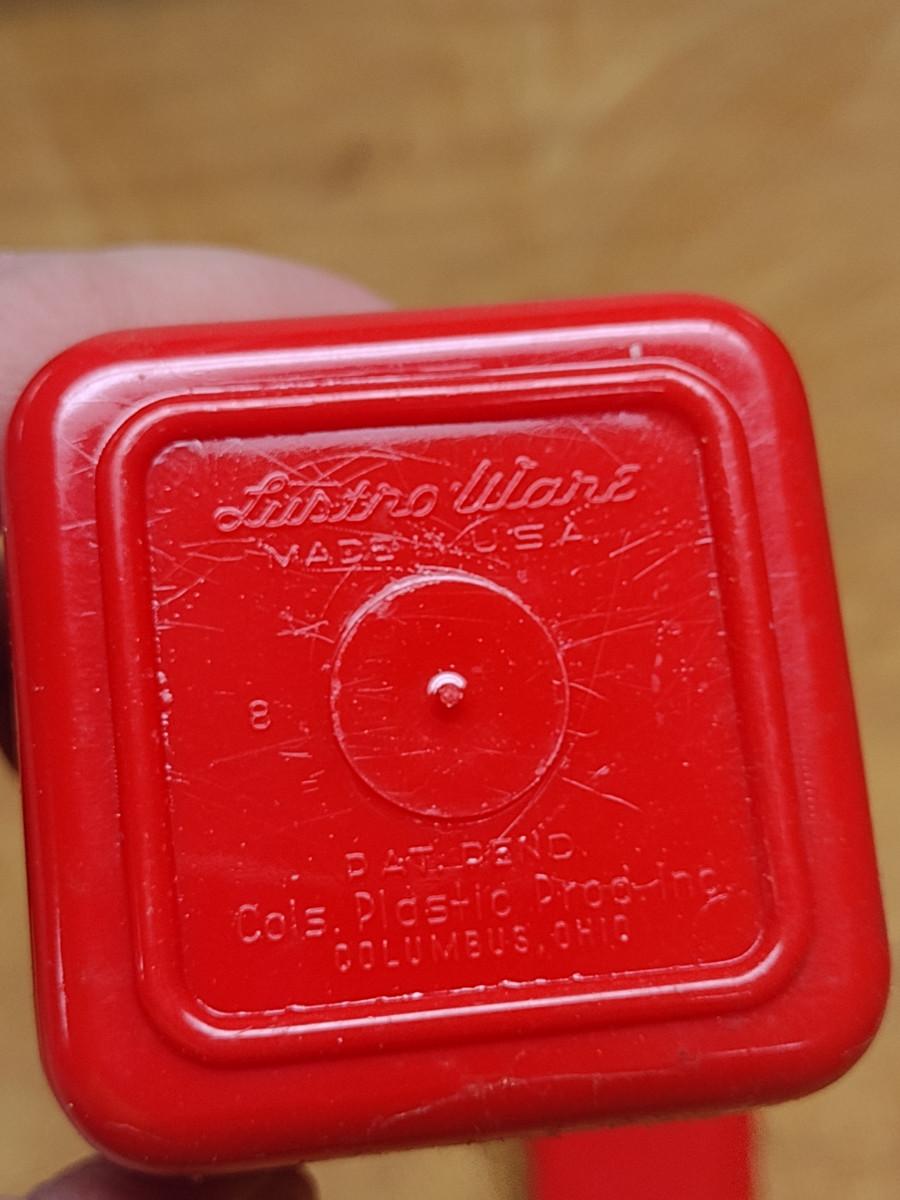 Lustro Ware
MADE IN U.S.A.
8
PAT. PEND.
Cols. Plastic Prod. Inc.
COLUMBUS, OHIO